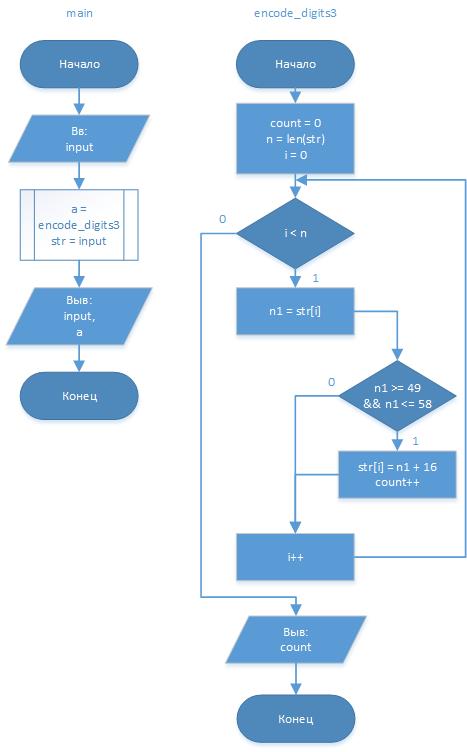 main
Начало
Вв:
input
a =
encode_digits3
str = input
Выв:
input,
a
Конец
encode_digits3
Начало
count = 0
n = len(str)
i = 0
i < n
0
1
n1 = str[i]
n1 >= 49
&& n1 <= 58
0
1
str[i] = n1 + 16
count++
i++
Выв:
count
Конец